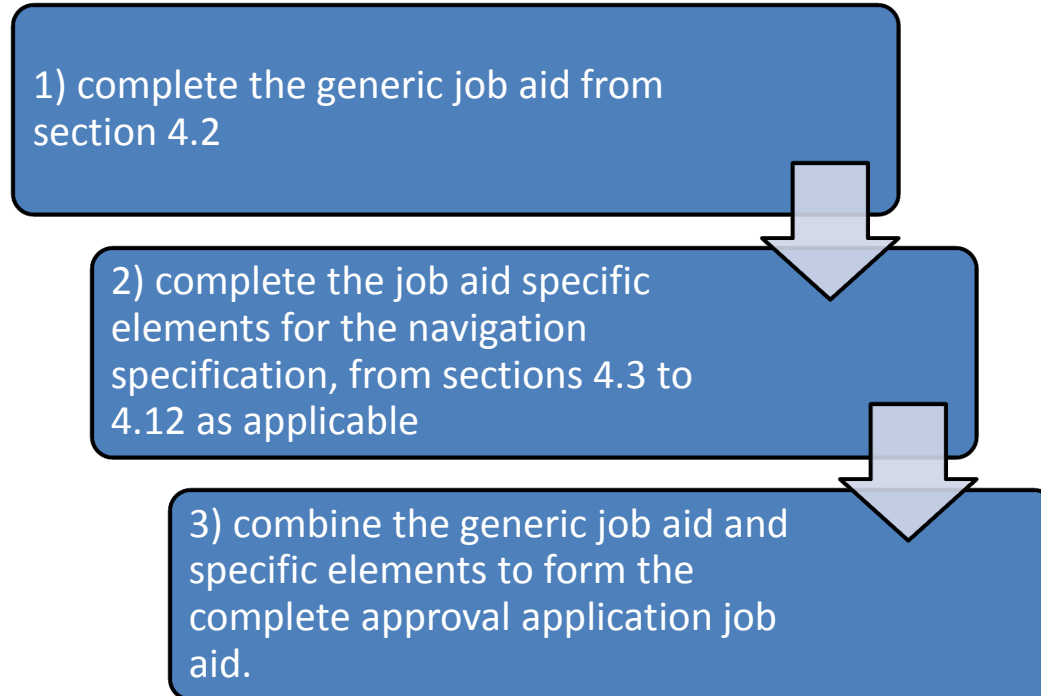 1) complete the generic job aid from
section 4.2
2) complete the job aid specific
elements for the navigation
specification, from sections 4.3 to
4.12 as applicable
3) combine the generic job aid and
specific elements to form the
complete approval application job
aid.